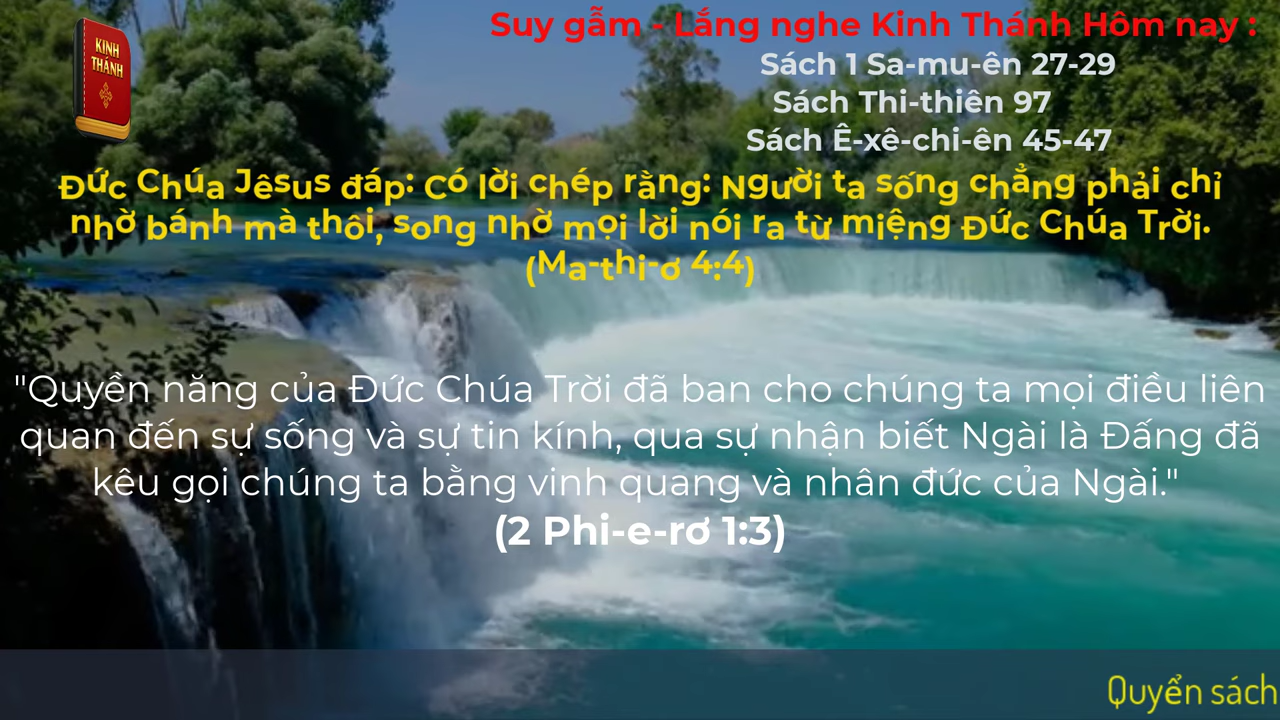 KINH
THÁNH
Suy gẫm - Lắng nghe Kinh Thánh Hôm nay :
Sách 1 Sa-mu-ên 27-29
Sách Thi-thiên 97
Sách Ê-xê-chi-ên 45-47
Đức Chúa Jêsus đáp: Có lời chép rằng: Người ta sống chẳng phải chỉ
nhờ bánh mà thôi, song nhờ mọi lời nói ra từ miệng Đức Chúa Trời.
(Ma-thi-ơ 4:4)
"Quyền năng của Đức Chúa Trời đã ban cho chúng ta mọi điều liên
quan đến sự sống và sự tin kính, qua sự nhận biết Ngài là Đấng đã
kêu gọi chúng ta bằng vinh quang và nhân đức của Ngài."
(2 Phi-e-rơ 1:3)
Quyển sách